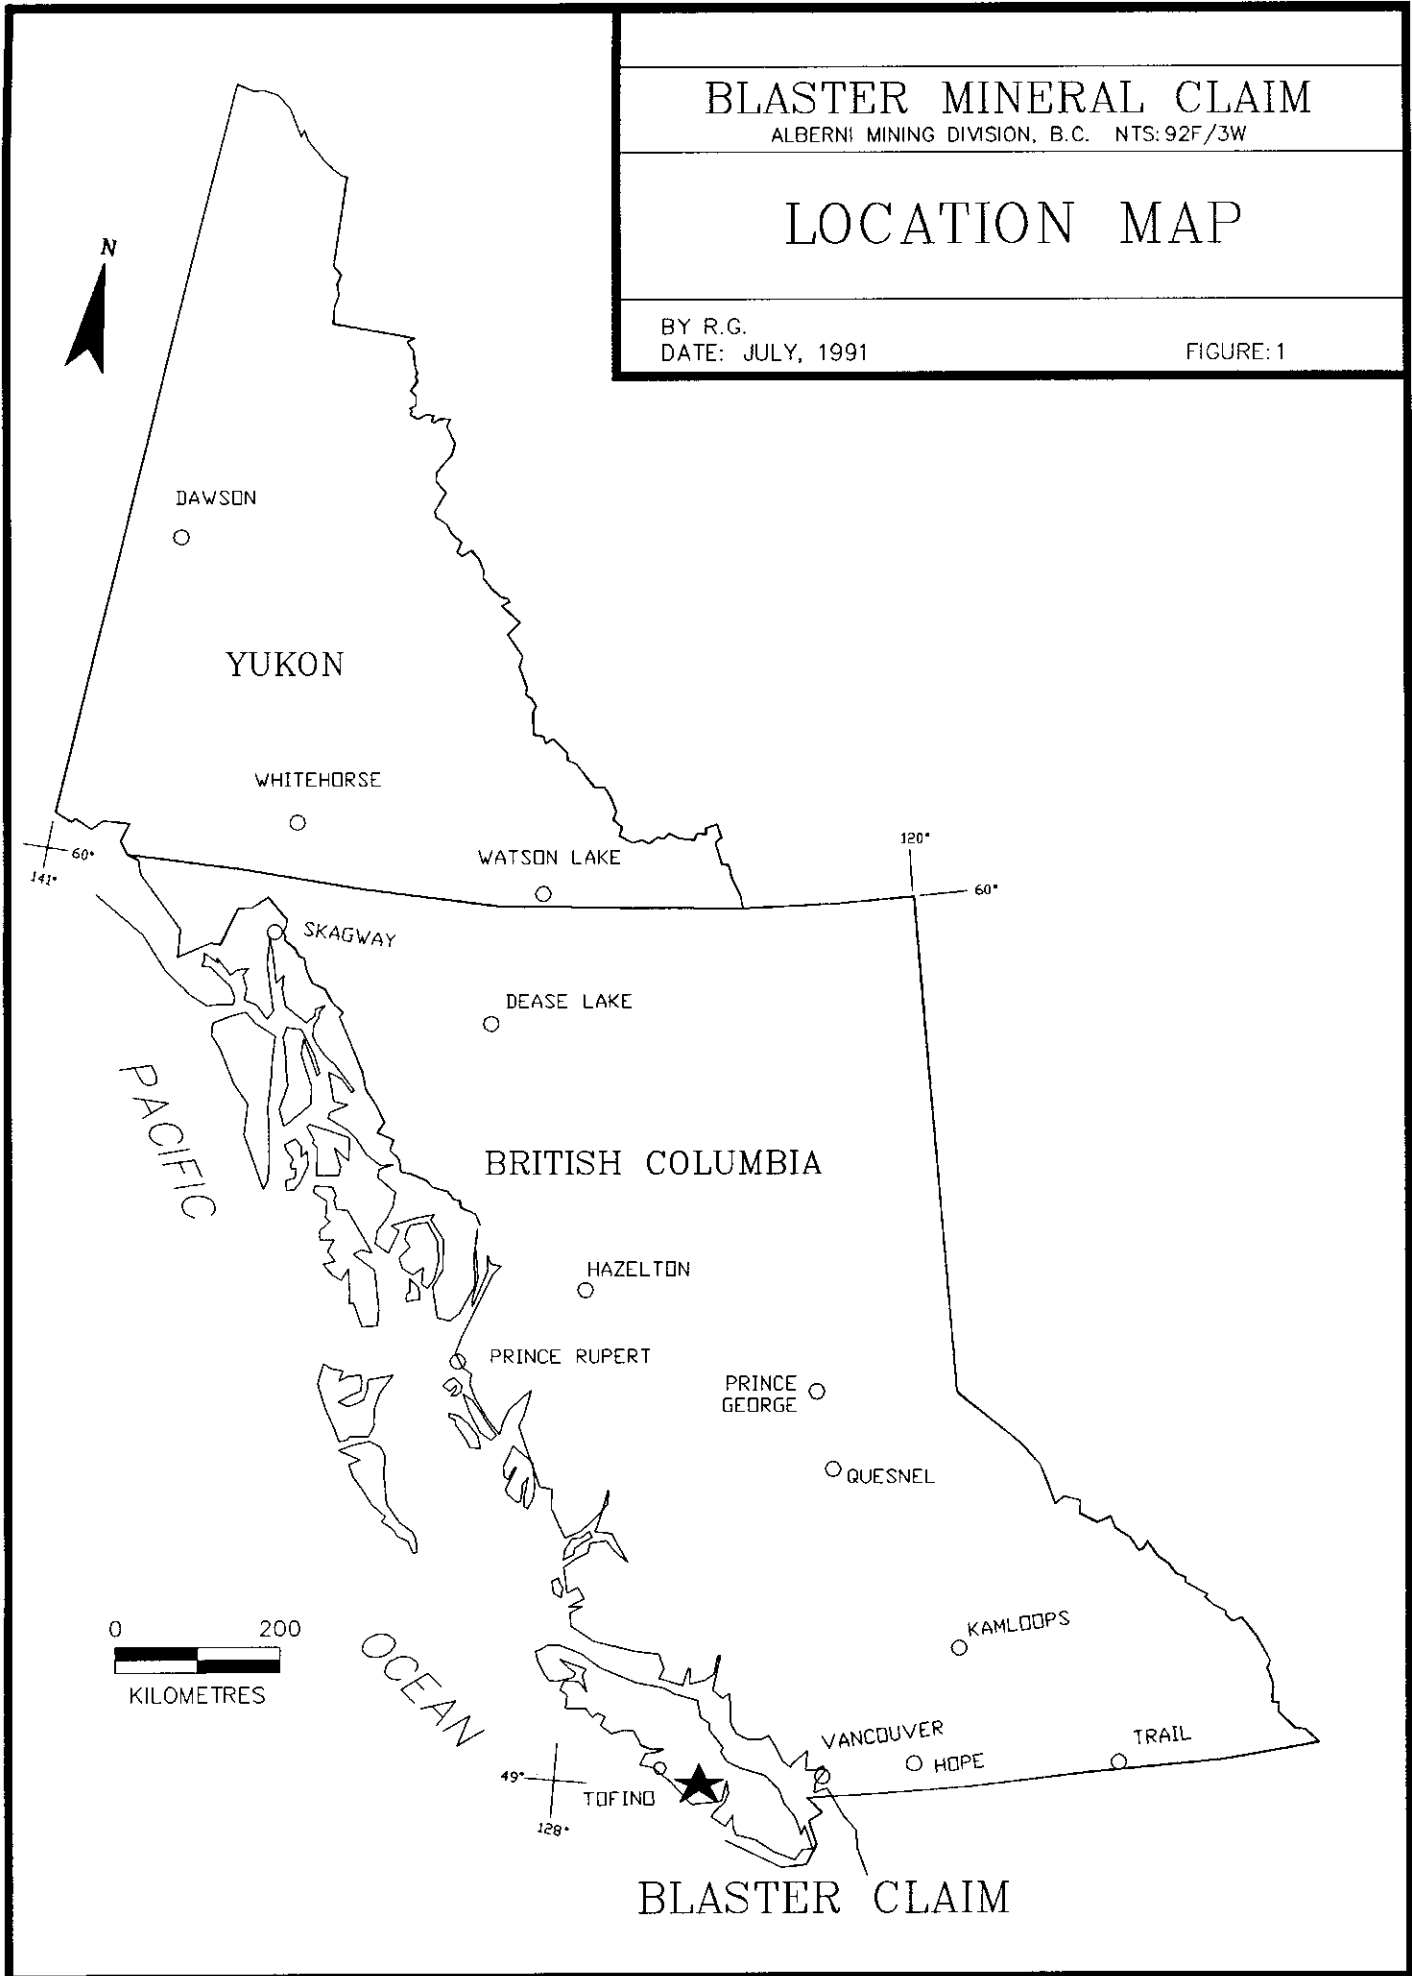 BLASTER MINERAL CLAIM
ALBERNI MINING DIVISION, B.C. NTS:92F/3W
LOCATION MAP
BY R.G.
DATE: JULY, 1991
FIGURE:1
N
DAWSON
YUKON
WHITEHORSE
WATSON LAKE
60°
141°
120°
60°
SKAGWAY
DEASE LAKE
PACIFIC
BRITISH COLUMBIA
HAZELTON
PRINCE RUPERT
PRINCE
GEORGE
QUESNEL
0 200
KILOMETRES
OCEAN
KAMLOOPS
VANCOUVER
HOPE
TRAIL
49°
TOFINO
128°
BLASTER CLAIM